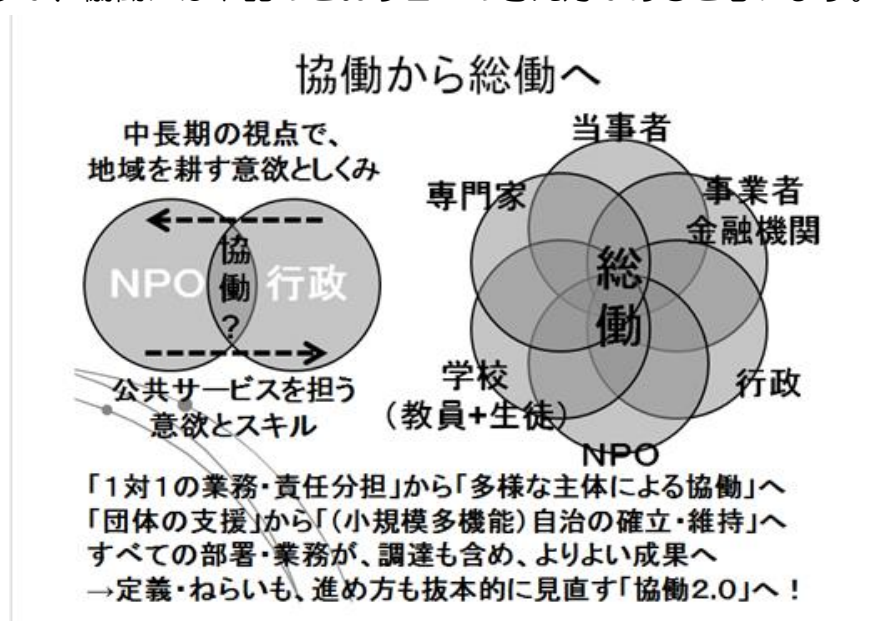 協働から総働へ
中長期の視点で、
地域を耕す意欲としくみ
NPO
協働?
行政
公共サービスを担う
意欲とスキル
当事者
専門家
事業者
金融機関
総働
学校
(教員+生徒)
行政
NPO
「1対1の業務・責任分担」から「多様な主体による協働」へ
「団体の支援」から「(小規模多機能)自治の確立・維持」へ
すべての部署・業務が、調達も含め、よりよい成果へ
→定義・ねらいも、進め方も抜本的に見直す「協働2.0」へ!